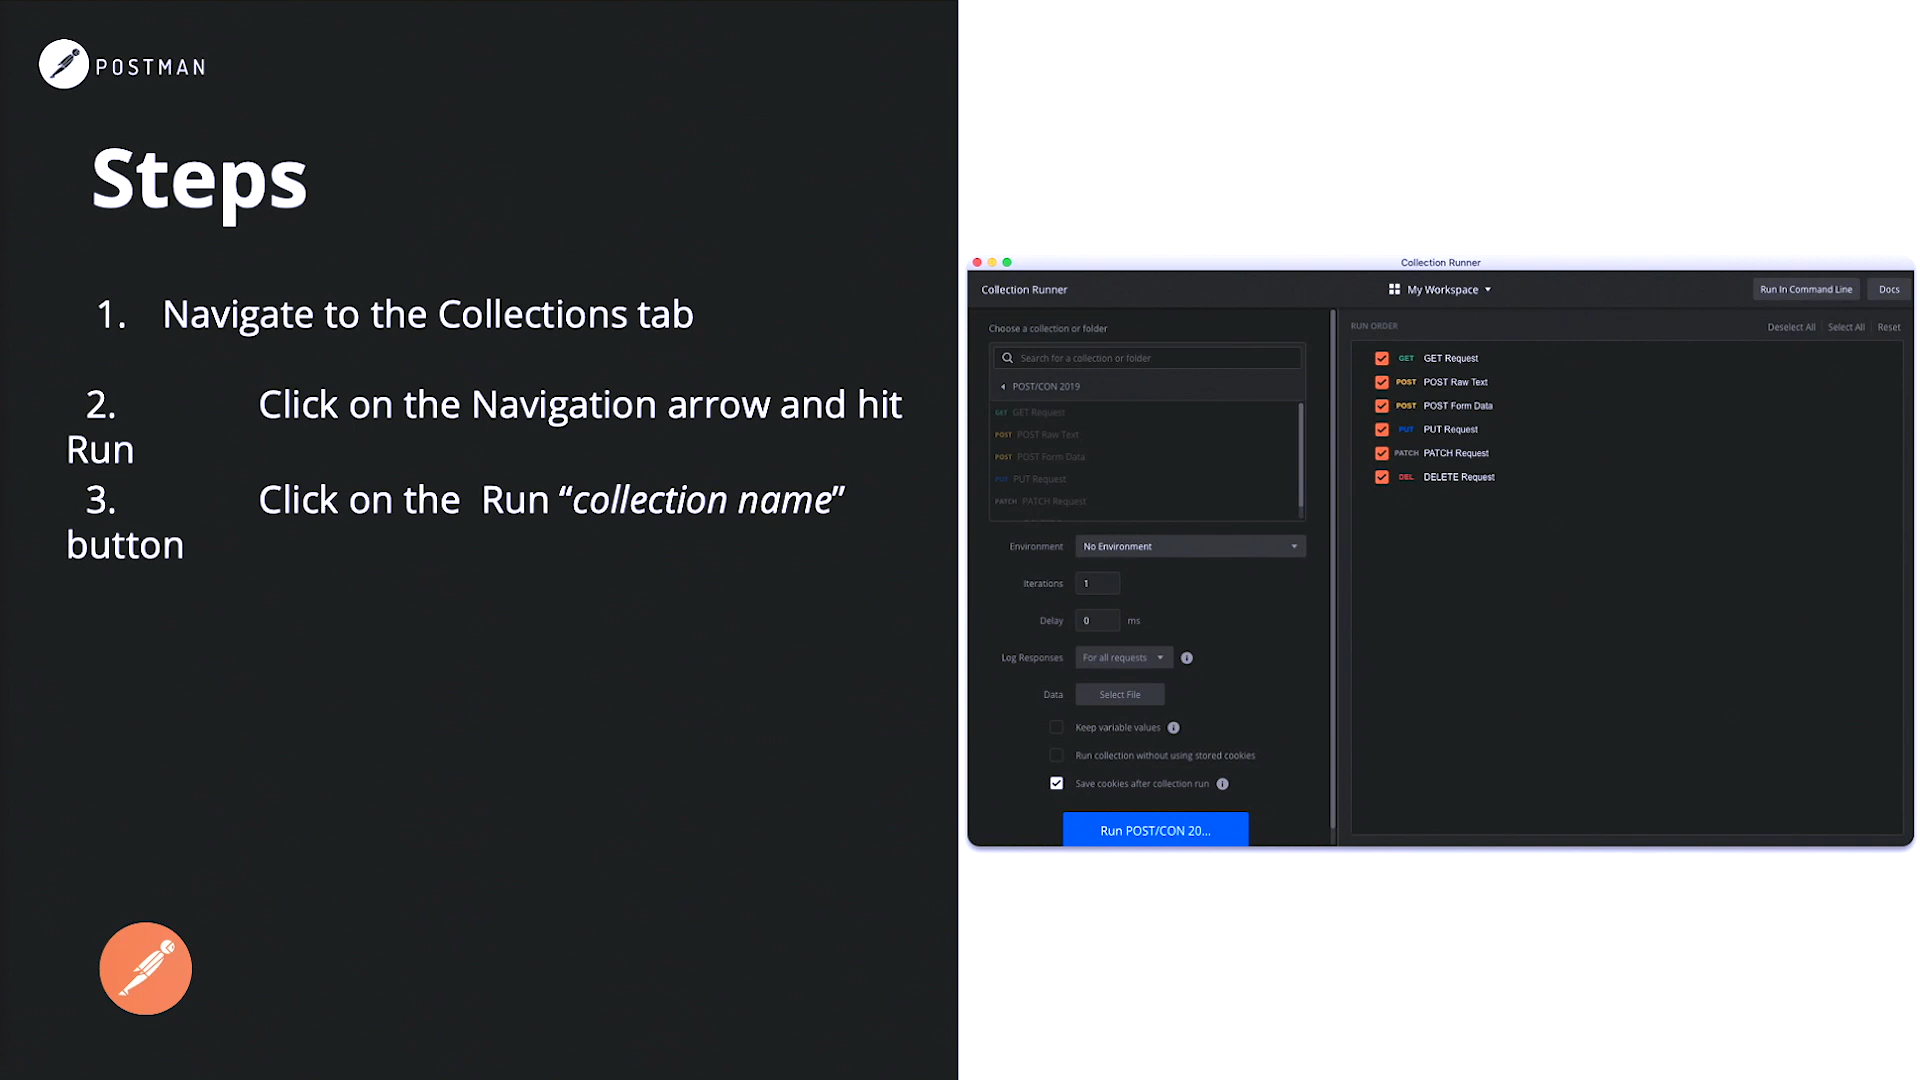 POSTMAN
Steps
1. Navigate to the Collections tab
2. Click on the Navigation arrow and hit
Run
3. Click on the Run “collection name”
button
Collection Runner
Collection Runner
My Workspace
Run In Command Line
Docs
Choose a collection or folder
Search for a collection or folder
POST/CON 2019
GET GET Request
POST POST Raw Text
POST POST Form Data
PUT PUT Request
PATCH PATCH Request
Environment No Environment
Iterations 1
Delay 0 ms
Log Responses For all requests
Data Select File
Keep variable values
Run collection without using stored cookies
Save cookies after collection run
Run POST/CON 20...
RUN ORDER
Deselect All Select All Reset
GET GET Request
POST POST Raw Text
POST POST Form Data
PUT PUT Request
PATCH PATCH Request
DEL DELETE Request